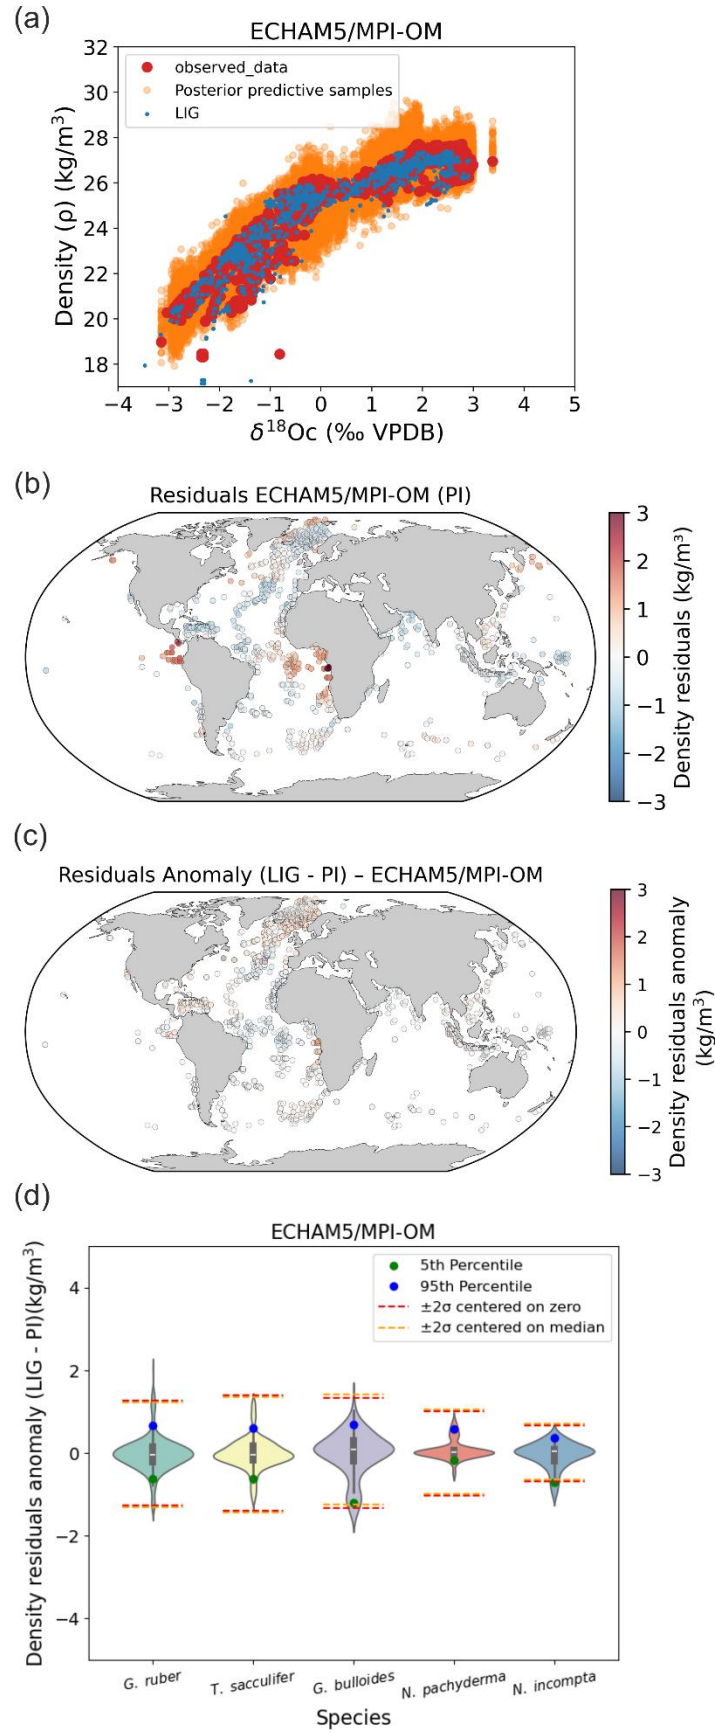 (a)
ECHAM5/MPI-OM
observed_data
Posterior predictive samples
LIG
Density (ρ) (kg/m³)
32
30
28
26
24
22
20
18
−4 −3 −2 −1 0 1 2 3 4 5
δ¹⁸Oc (‰ VPDB)
(b)
Residuals ECHAM5/MPI-OM (PI)
3
2
1
0
−1
−2
−3
Density residuals (kg/m³)
(c)
Residuals Anomaly (LIG - PI) – ECHAM5/MPI-OM
3
2
1
0
−1
−2
−3
Density residuals anomaly
(kg/m³)
(d)
ECHAM5/MPI-OM
5th Percentile
95th Percentile
±2σ centered on zero
±2σ centered on median
Density residuals anomaly (LIG - PI)(kg/m³)
4
2
0
−2
−4
G. ruber
T. sacculifer
G. bulloides
N. pachyderma
N. incompta
Species